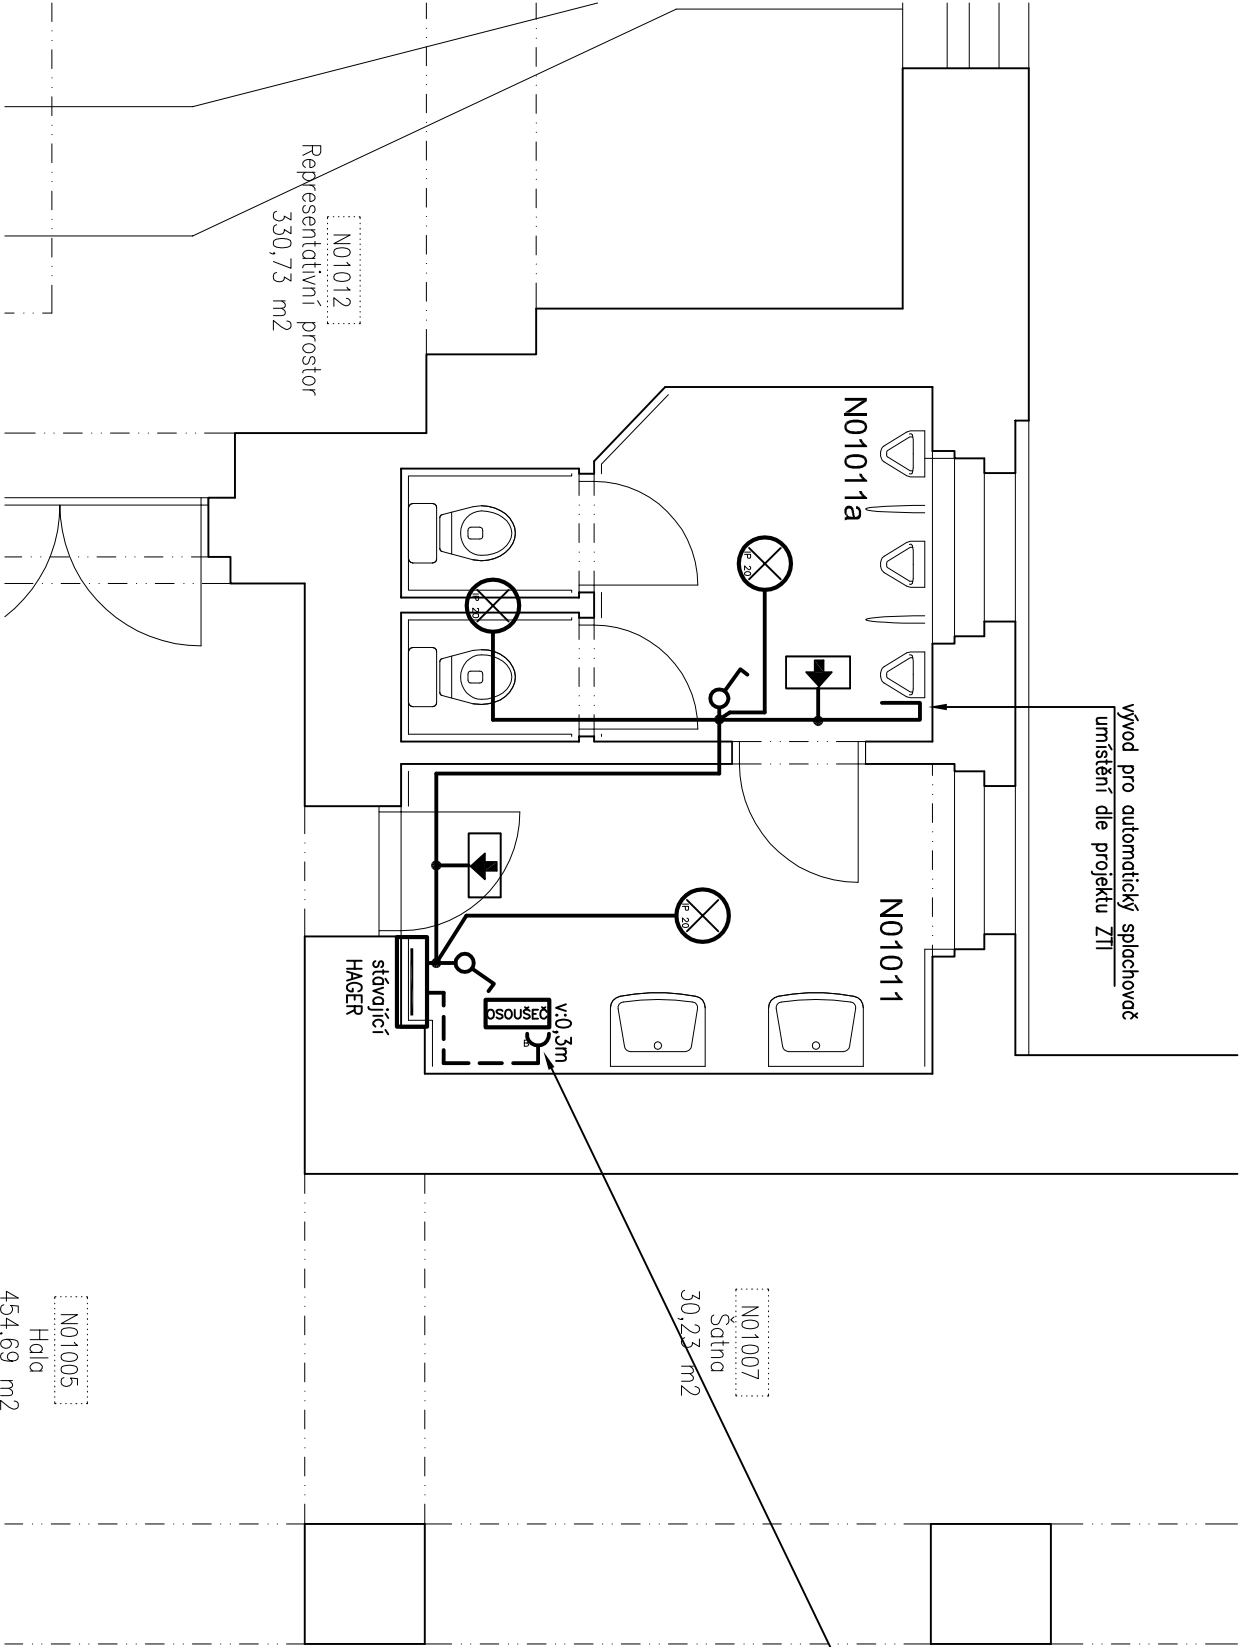 vývod pro automatický splachovač
umístění dle projektu ZTI
N01011a
N01011
N01012
Representativní prostor
330,73 m2
IP 20
IP 20
IP 20
v:0,3m
OSOUŠEČ
B
stávající
HAGER
N01007
Šatna
30,23 m2
N01005
Hala
454,69 m2